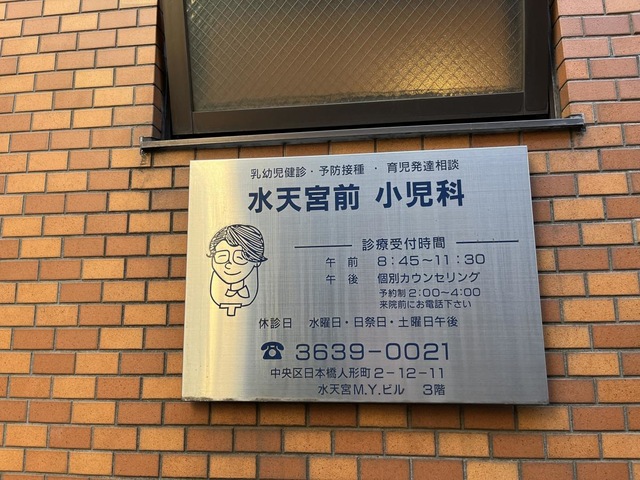 乳幼児健診・予防接種・育児発達相談
水天宮前 小児科
診療受付時間
午前 8:45～11:30
午後 個別カウンセリング
予約制2:00～4:00
来院前にお電話下さい
休診日 水曜日・日祭日・土曜日午後
☎ 3639-0021
中央区日本橋人形町2-12-11
水天宮M.Y.ビル 3階